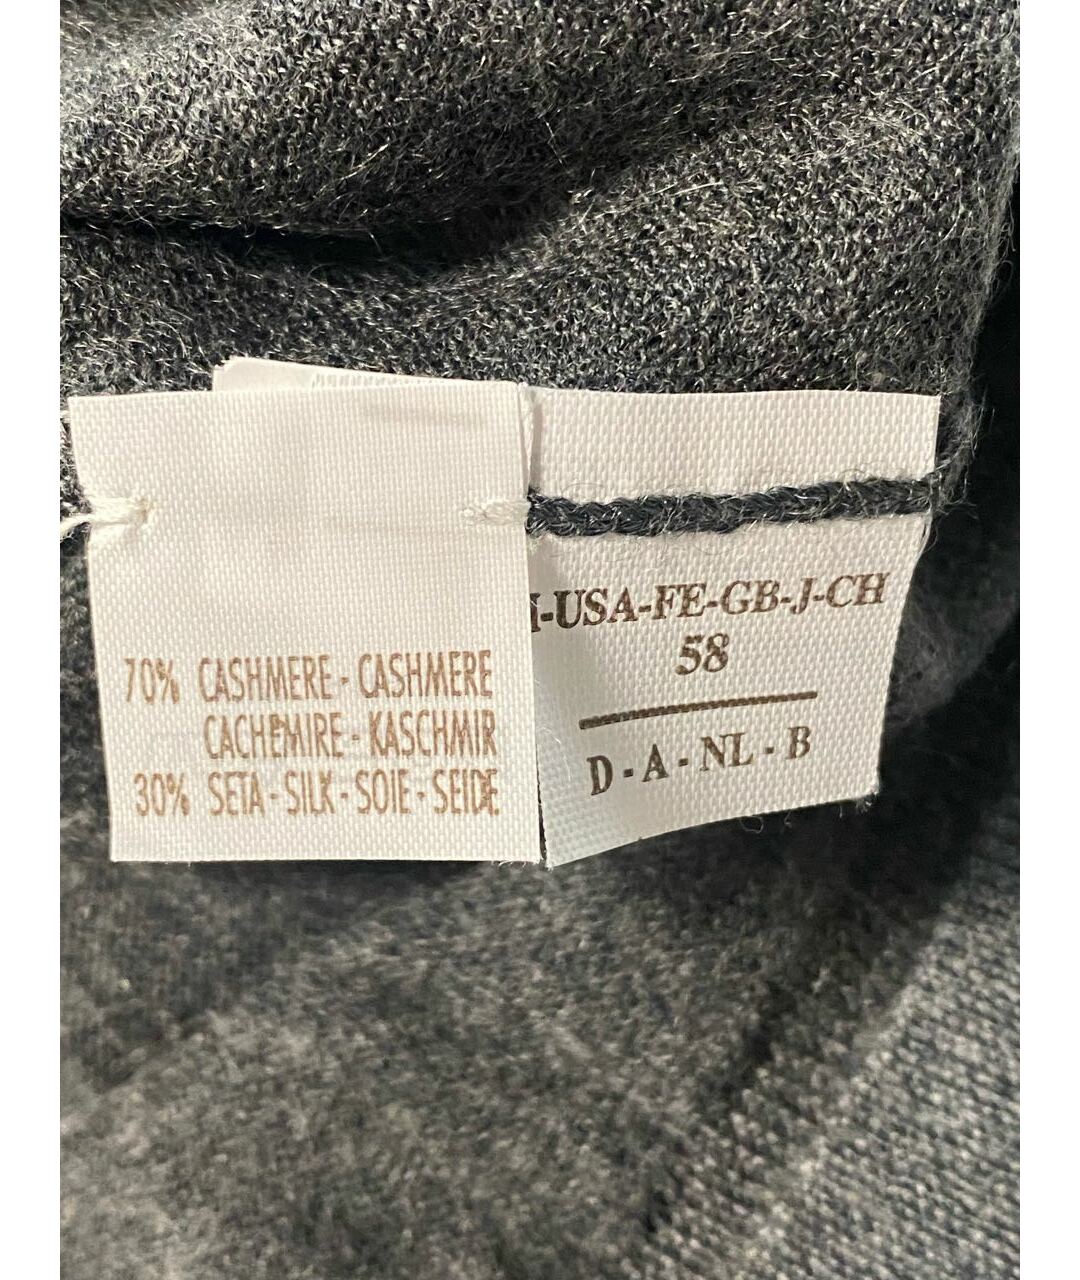 70% CASHMERE - CASHMERE
CACHEMIRE - KASCHMIR
30% SETA - SILK - SOIE - SEIDE
I-USA-FE-GB-J-CH
58
D - A - NL - B